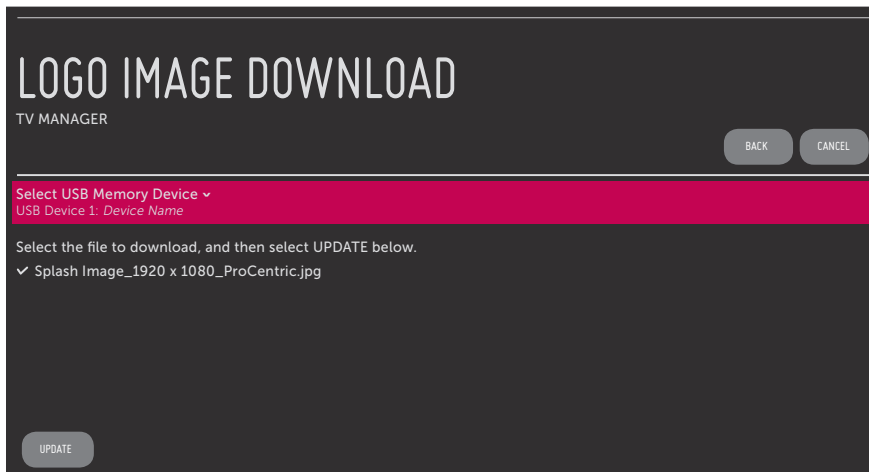 LOGO IMAGE DOWNLOAD
TV MANAGER
BACK CANCEL
Select USB Memory Device
USB Device 1: Device Name
Select the file to download, and then select UPDATE below.
Splash Image_1920 x 1080_ProCentric.jpg
UPDATE